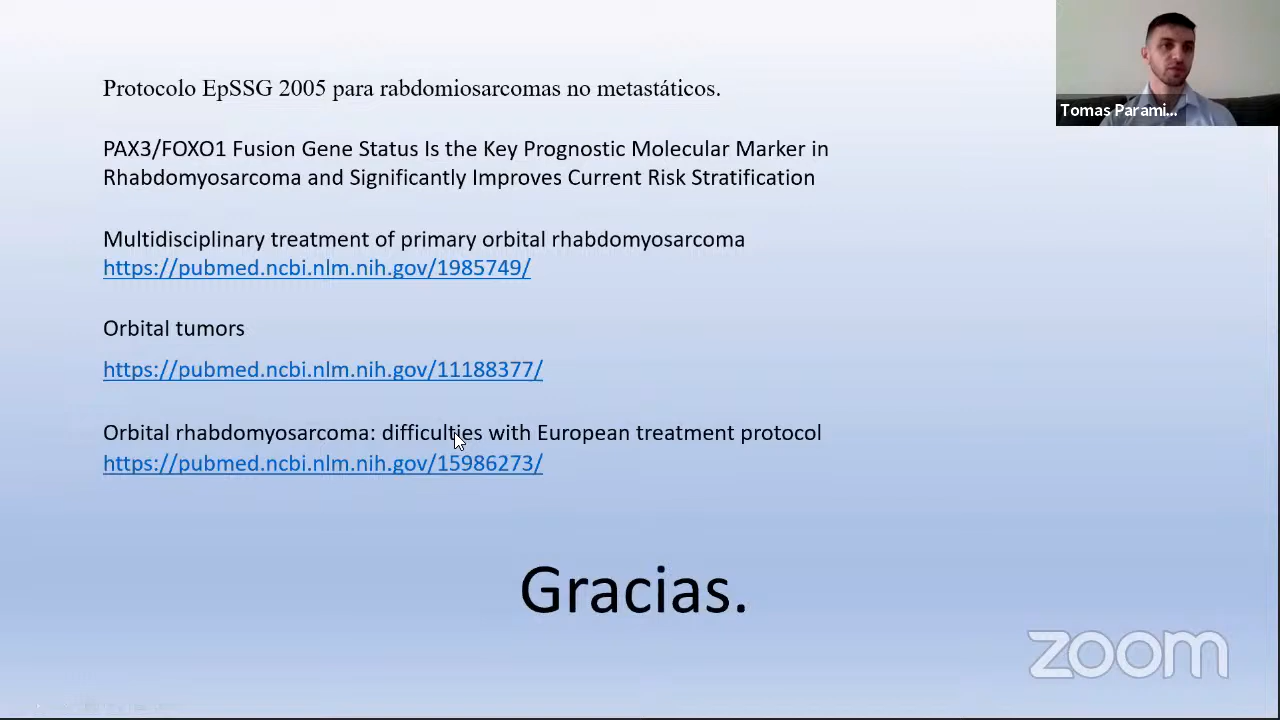 Protocolo EpSSG 2005 para rabdomiosarcomas no metastáticos.
Tomas Parami...
PAX3/FOXO1 Fusion Gene Status Is the Key Prognostic Molecular Marker in
Rhabdomyosarcoma and Significantly Improves Current Risk Stratification
Multidisciplinary treatment of primary orbital rhabdomyosarcoma
https://pubmed.ncbi.nlm.nih.gov/1985749/
Orbital tumors
https://pubmed.ncbi.nlm.nih.gov/11188377/
Orbital rhabdomyosarcoma: difficulties with European treatment protocol
https://pubmed.ncbi.nlm.nih.gov/15986273/
Gracias.
zoom